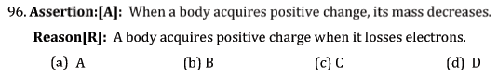 96. Assertion:[A]: When a body acquires positive change, its mass decreases.
Reason[R]: A body acquires positive charge when it losses electrons.
(a) A (b) B (c) C (d) D